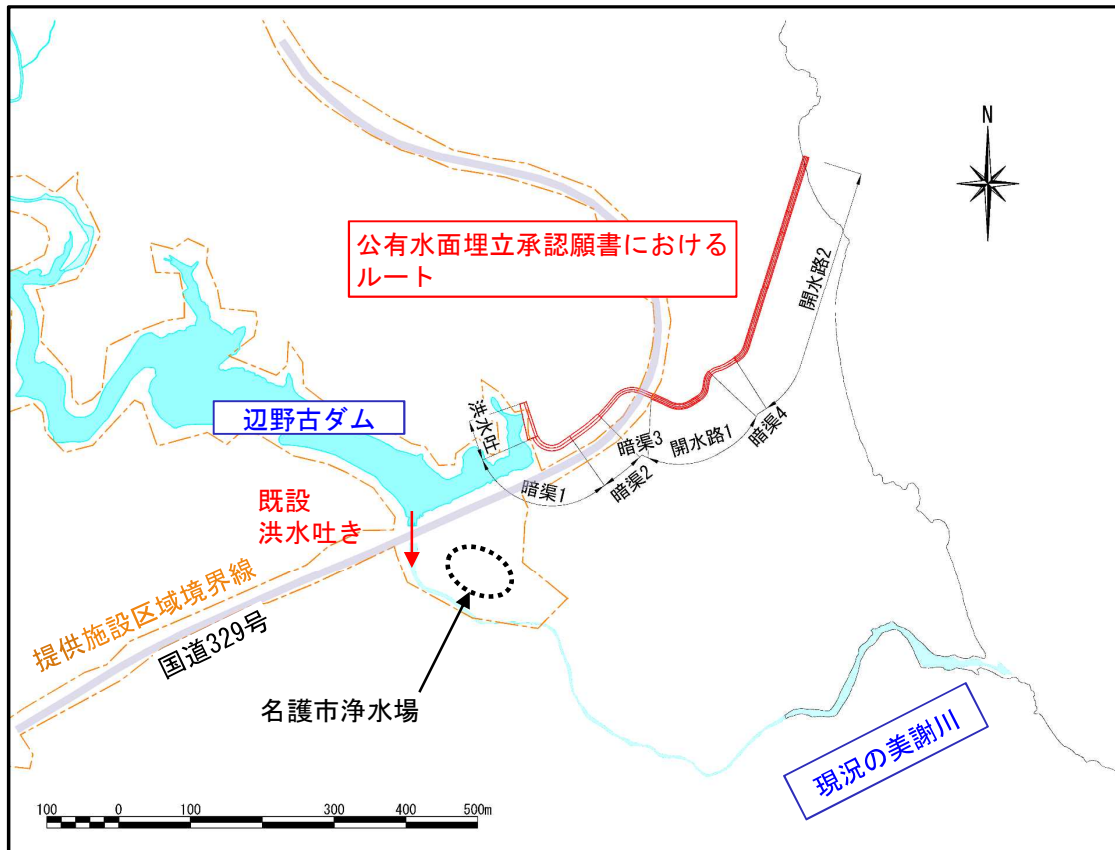 N
公有水面埋立承認願書における
ルート
開水路2
辺野古ダム
洪水吐
暗渠1
暗渠2
暗渠3
開水路1
暗渠4
既設
洪水吐き
提供施設区域境界線
国道329号
名護市浄水場
現況の美謝川
100 0 100 300 400 500m